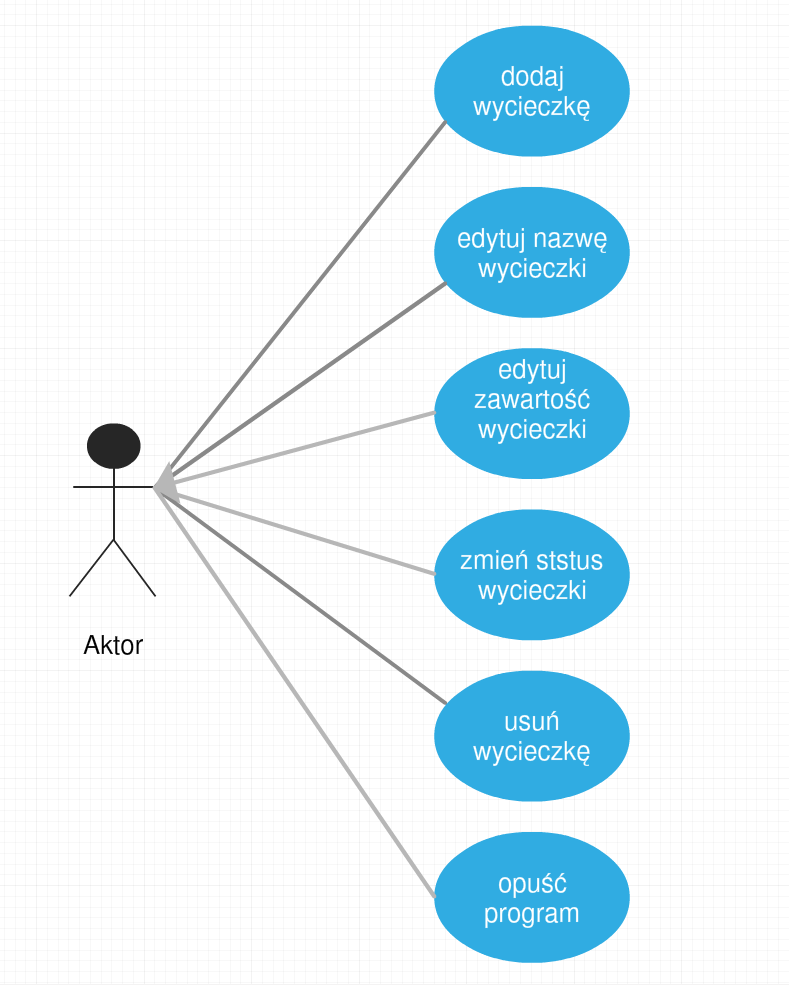 dodaj
wycieczkę
edytuj nazwę
wycieczki
edytuj
zawartość
wycieczki
zmień ststus
wycieczki
usuń
wycieczkę
opuść
program
Aktor